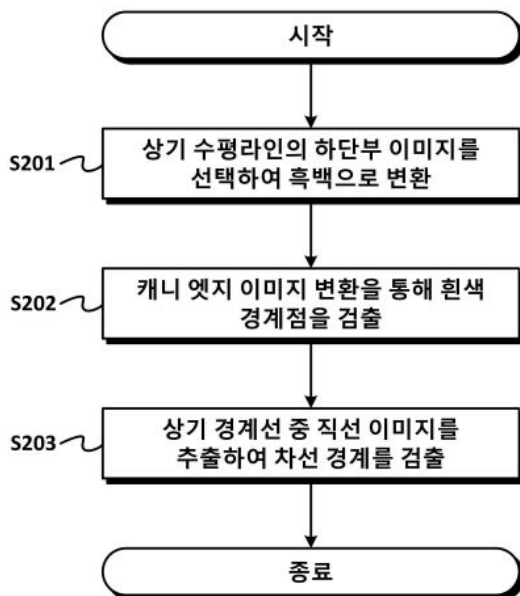 시작
S201
상기 수평라인의 하단부 이미지를
선택하여 흑백으로 변환
S202
캐니 엣지 이미지 변환을 통해 흰색
경계점을 검출
S203
상기 경계선 중 직선 이미지를
추출하여 차선 경계를 검출
종료